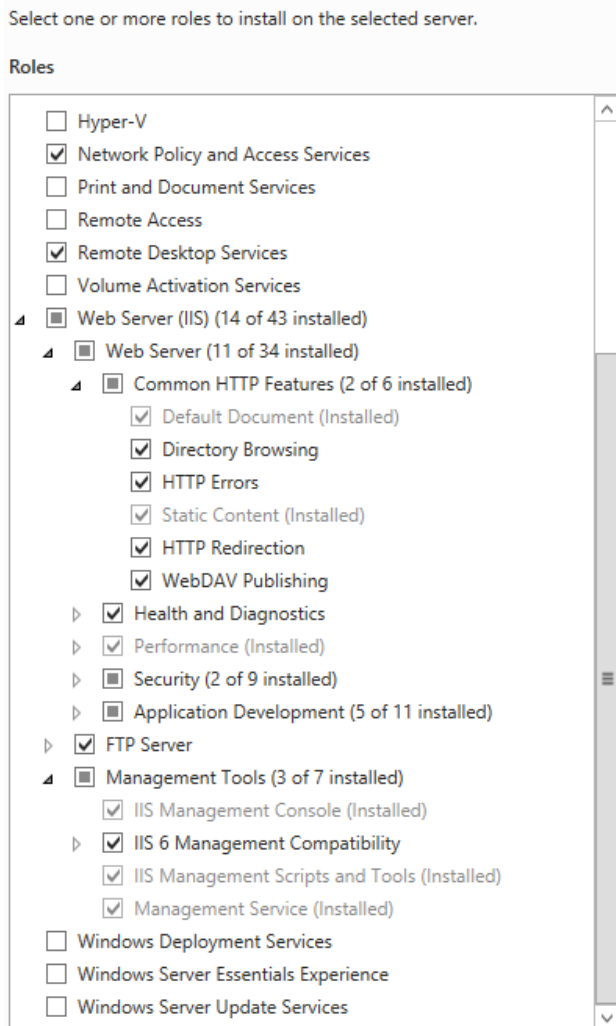 Select one or more roles to install on the selected server.
Roles
Hyper-V
Network Policy and Access Services
Print and Document Services
Remote Access
Remote Desktop Services
Volume Activation Services
Web Server (IIS) (14 of 43 installed)
Web Server (11 of 34 installed)
Common HTTP Features (2 of 6 installed)
Default Document (Installed)
Directory Browsing
HTTP Errors
Static Content (Installed)
HTTP Redirection
WebDAV Publishing
Health and Diagnostics
Performance (Installed)
Security (2 of 9 installed)
Application Development (5 of 11 installed)
FTP Server
Management Tools (3 of 7 installed)
IIS Management Console (Installed)
IIS 6 Management Compatibility
IIS Management Scripts and Tools (Installed)
Management Service (Installed)
Windows Deployment Services
Windows Server Essentials Experience
Windows Server Update Services